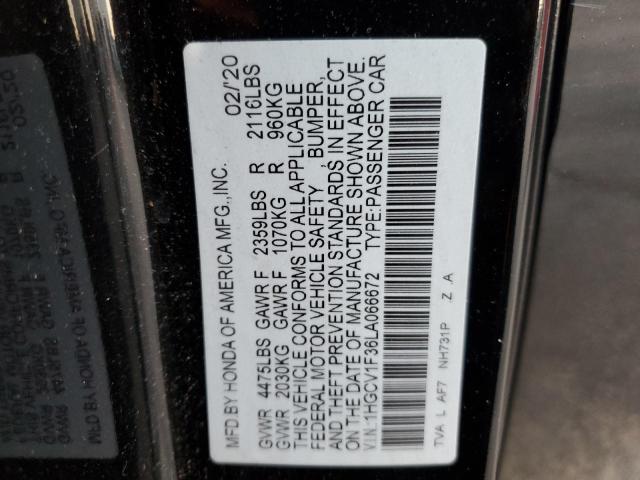 MFD BY HONDA OF AMERICA MFG.,INC. 02/'20
GVWR 4475LBS GAWR F 2359LBS R 2116LBS
GVWR 2030KG GAWR F 1070KG R 960KG
THIS VEHICLE CONFORMS TO ALL APPLICABLE
FEDERAL MOTOR VEHICLE SAFETY , BUMPER,
AND THEFT PREVENTION STANDARDS IN EFFECT
ON THE DATE OF MANUFACTURE SHOWN ABOVE.
V.I.N.:1HGCV1F36LA066672 TYPE:PASSENGER CAR
TVA L AF7 NH731P Z .A